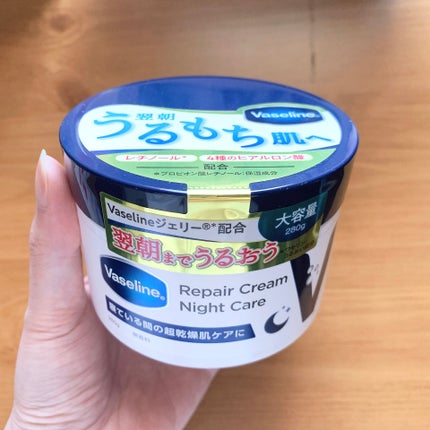 Vaseline®
翌朝
うるもち肌へ
レチノール* 4種のヒアルロン酸
配合
*プロピオン酸レチノール:保湿成分
Vaselineジェリー®*配合
大容量
280g
翌朝までうるおう
Vaseline®
Repair Cream
Night Care
寝ている間の超乾燥肌ケアに